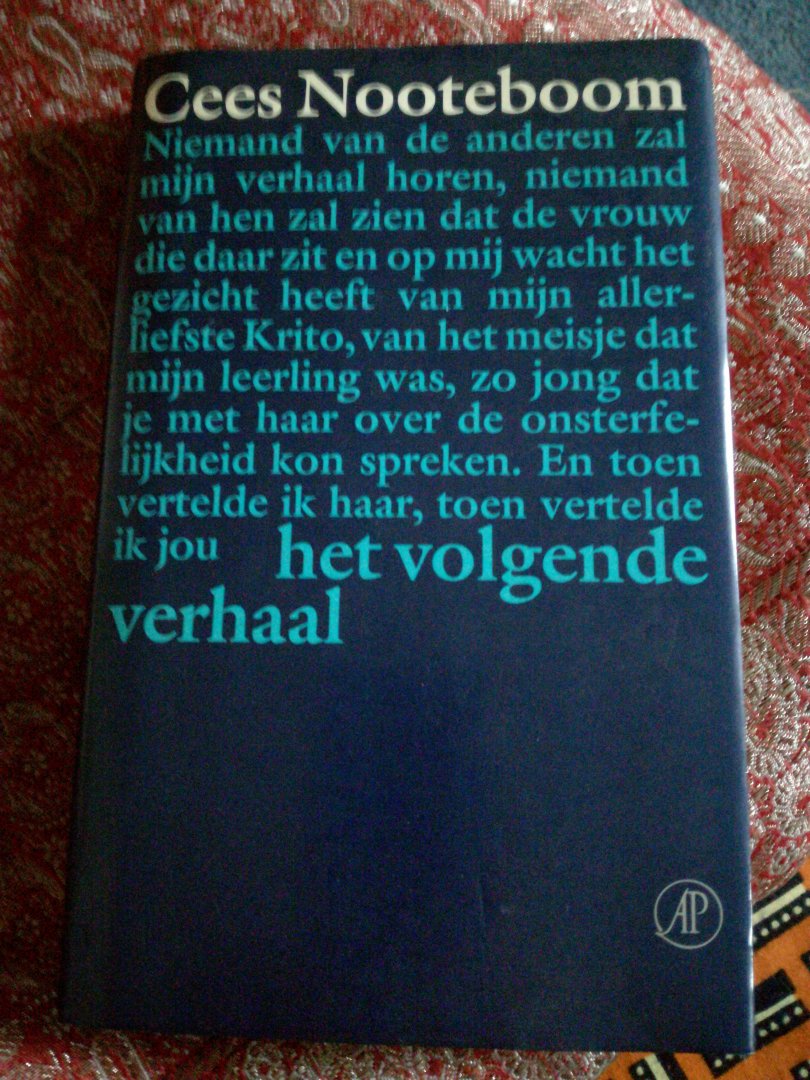 Cees Nooteboom
Niemand van de anderen zal
mijn verhaal horen, niemand
van hen zal zien dat de vrouw
die daar zit en op mij wacht het
gezicht heeft van mijn aller-
liefste Krito, van het meisje dat
mijn leerling was, zo jong dat
je met haar over de onsterfe-
lijkheid kon spreken. En toen
vertelde ik haar, toen vertelde
ik jou het volgende
verhaal
AP